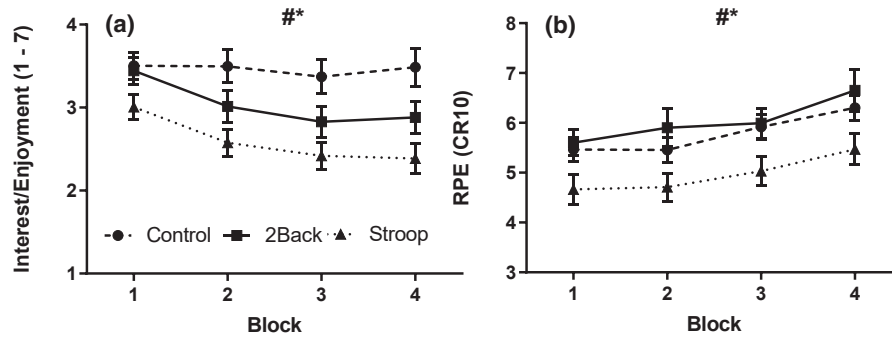 (a)
#*
Interest/Enjoyment (1 - 7)
4
3
2
1
Control
2Back
Stroop
1 2 3 4
Block
(b)
#*
RPE (CR10)
8
7
6
5
4
3
1 2 3 4
Block